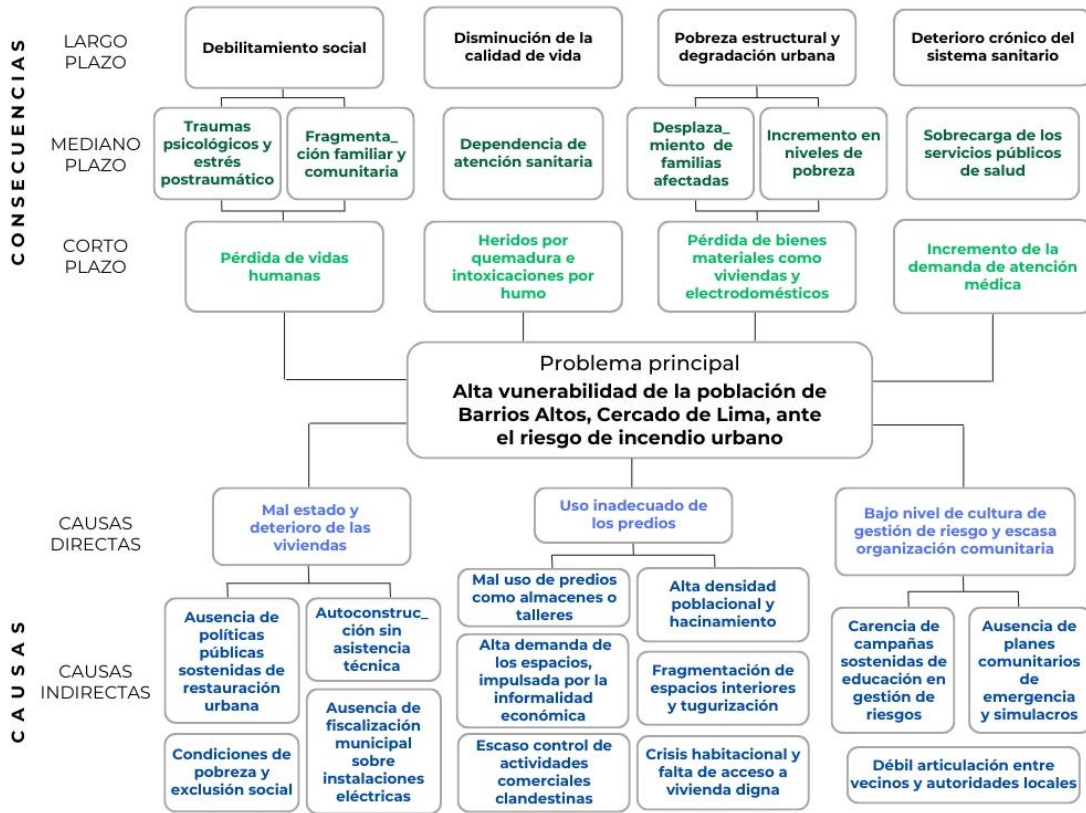 CONSECUENCIAS
LARGO
PLAZO
Debilitamiento social
Disminución de la
calidad de vida
Pobreza estructural y
degradación urbana
Deterioro crónico del
sistema sanitario
MEDIANO
PLAZO
Traumas
psicológicos y
estrés
postraumático
Fragmenta_
ción familiar y
comunitaria
Dependencia de
atención sanitaria
Desplaza_
miento de
familias
afectadas
Incremento en
niveles de
pobreza
Sobrecarga de los
servicios públicos
de salud
CORTO
PLAZO
Pérdida de vidas
humanas
Heridos por
quemadura e
intoxicaciones por
humo
Pérdida de bienes
materiales como
viviendas y
electrodomésticos
Incremento de la
demanda de atención
médica
Problema principal
Alta vulnerabilidad de la población de
Barrios Altos, Cercado de Lima, ante
el riesgo de incendio urbano
CAUSAS
CAUSAS
DIRECTAS
Mal estado y
deterioro de las
viviendas
Uso inadecuado de
los predios
Bajo nivel de cultura de
gestión de riesgo y escasa
organización comunitaria
CAUSAS
INDIRECTAS
Ausencia de
políticas
públicas
sostenidas de
restauración
urbana
Autoconstruc_
ción sin
asistencia
técnica
Condiciones de
pobreza y
exclusión social
Ausencia de
fiscalización
municipal
sobre
instalaciones
eléctricas
Mal uso de predios
como almacenes o
talleres
Alta densidad
poblacional y
hacinamiento
Alta demanda de
los espacios,
impulsada por la
informalidad
económica
Fragmentación de
espacios interiores
y tugurización
Escaso control de
actividades
comerciales
clandestinas
Crisis habitacional y
falta de acceso a
vivienda digna
Carencia de
campañas
sostenidas de
educación en
gestión de
riesgos
Ausencia de
planes
comunitarios
de
emergencia
y simulacros
Débil articulación entre
vecinos y autoridades locales